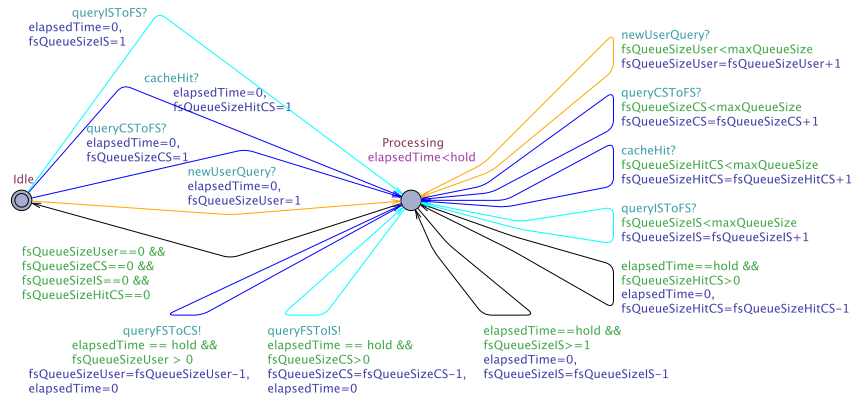 queryISToFS?
elapsedTime=0,
fsQueueSizeIS=1
cacheHit?
elapsedTime=0,
fsQueueSizeHitCS=1
queryCSToFS?
elapsedTime=0,
fsQueueSizeCS=1
newUserQuery?
elapsedTime=0,
fsQueueSizeUser=1
Idle
Processing
elapsedTime<hold
newUserQuery?
fsQueueSizeUser<maxQueueSize
fsQueueSizeUser=fsQueueSizeUser+1
queryCSToFS?
fsQueueSizeCS<maxQueueSize
fsQueueSizeCS=fsQueueSizeCS+1
cacheHit?
fsQueueSizeHitCS<maxQueueSize
fsQueueSizeHitCS=fsQueueSizeHitCS+1
queryISToFS?
fsQueueSizeIS<maxQueueSize
fsQueueSizeIS=fsQueueSizeIS+1
elapsedTime==hold &&
fsQueueSizeHitCS>0
elapsedTime=0,
fsQueueSizeHitCS=fsQueueSizeHitCS-1
fsQueueSizeUser==0 &&
fsQueueSizeCS==0 &&
fsQueueSizeIS==0 &&
fsQueueSizeHitCS==0
queryFSToCS!
elapsedTime == hold &&
fsQueueSizeUser > 0
fsQueueSizeUser=fsQueueSizeUser-1,
elapsedTime=0
queryFSToIS!
elapsedTime == hold &&
fsQueueSizeCS>0
fsQueueSizeCS=fsQueueSizeCS-1,
elapsedTime=0
elapsedTime==hold &&
fsQueueSizeIS>=1
elapsedTime=0,
fsQueueSizeIS=fsQueueSizeIS-1